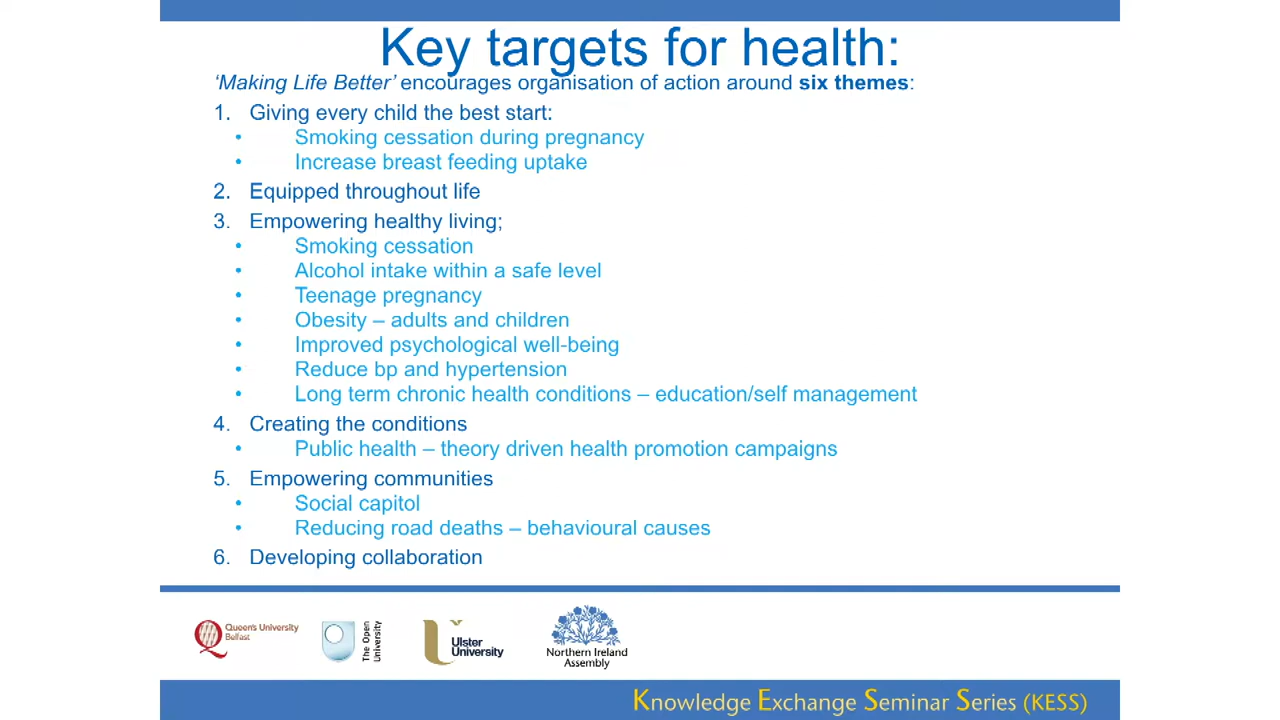 Key targets for health:
‘Making Life Better’ encourages organisation of action around six themes:
1. Giving every child the best start:
• Smoking cessation during pregnancy
• Increase breast feeding uptake
2. Equipped throughout life
3. Empowering healthy living;
• Smoking cessation
• Alcohol intake within a safe level
• Teenage pregnancy
• Obesity – adults and children
• Improved psychological well-being
• Reduce bp and hypertension
• Long term chronic health conditions – education/self management
4. Creating the conditions
• Public health – theory driven health promotion campaigns
5. Empowering communities
• Social capitol
• Reducing road deaths – behavioural causes
6. Developing collaboration
Queen's University
Belfast
The Open
University
Ulster
University
Northern Ireland
Assembly
Knowledge Exchange Seminar Series (KESS)